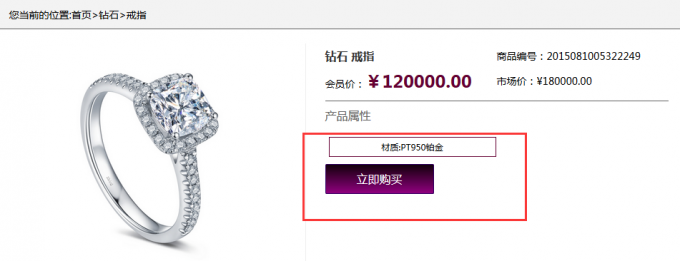 您当前的位置:首页>钻石>戒指
钻石 戒指
商品编号：2015081005322249
会员价：￥120000.00
市场价：¥180000.00
产品属性
材质:PT950铂金
立即购买